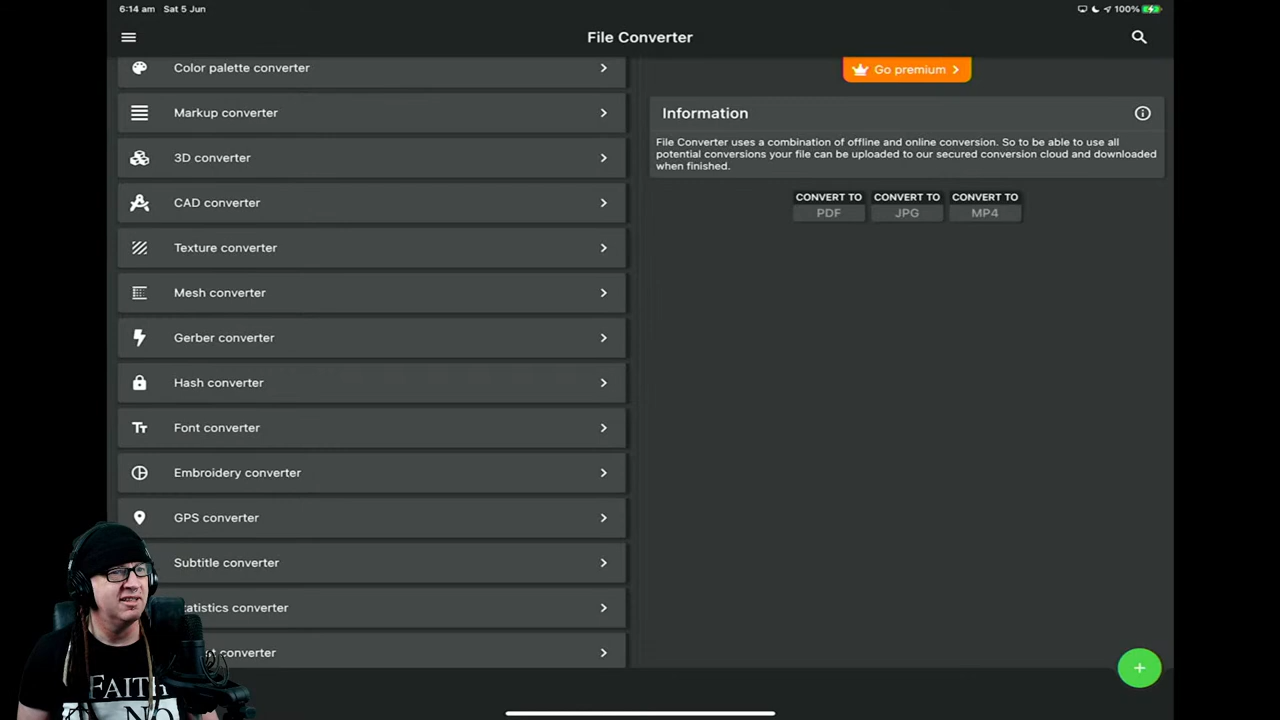 6:14 am Sat 5 Jun
100%
File Converter
Color palette converter
Markup converter
3D converter
CAD converter
Texture converter
Mesh converter
Gerber converter
Hash converter
Font converter
Embroidery converter
GPS converter
Subtitle converter
converter
converter
Go premium
Information
File Converter uses a combination of offline and online conversion. So to be able to use all
potential conversions your file can be uploaded to our secured conversion cloud and downloaded
when finished.
CONVERT TO CONVERT TO CONVERT TO
PDF JPG MP4
FAITH
NO